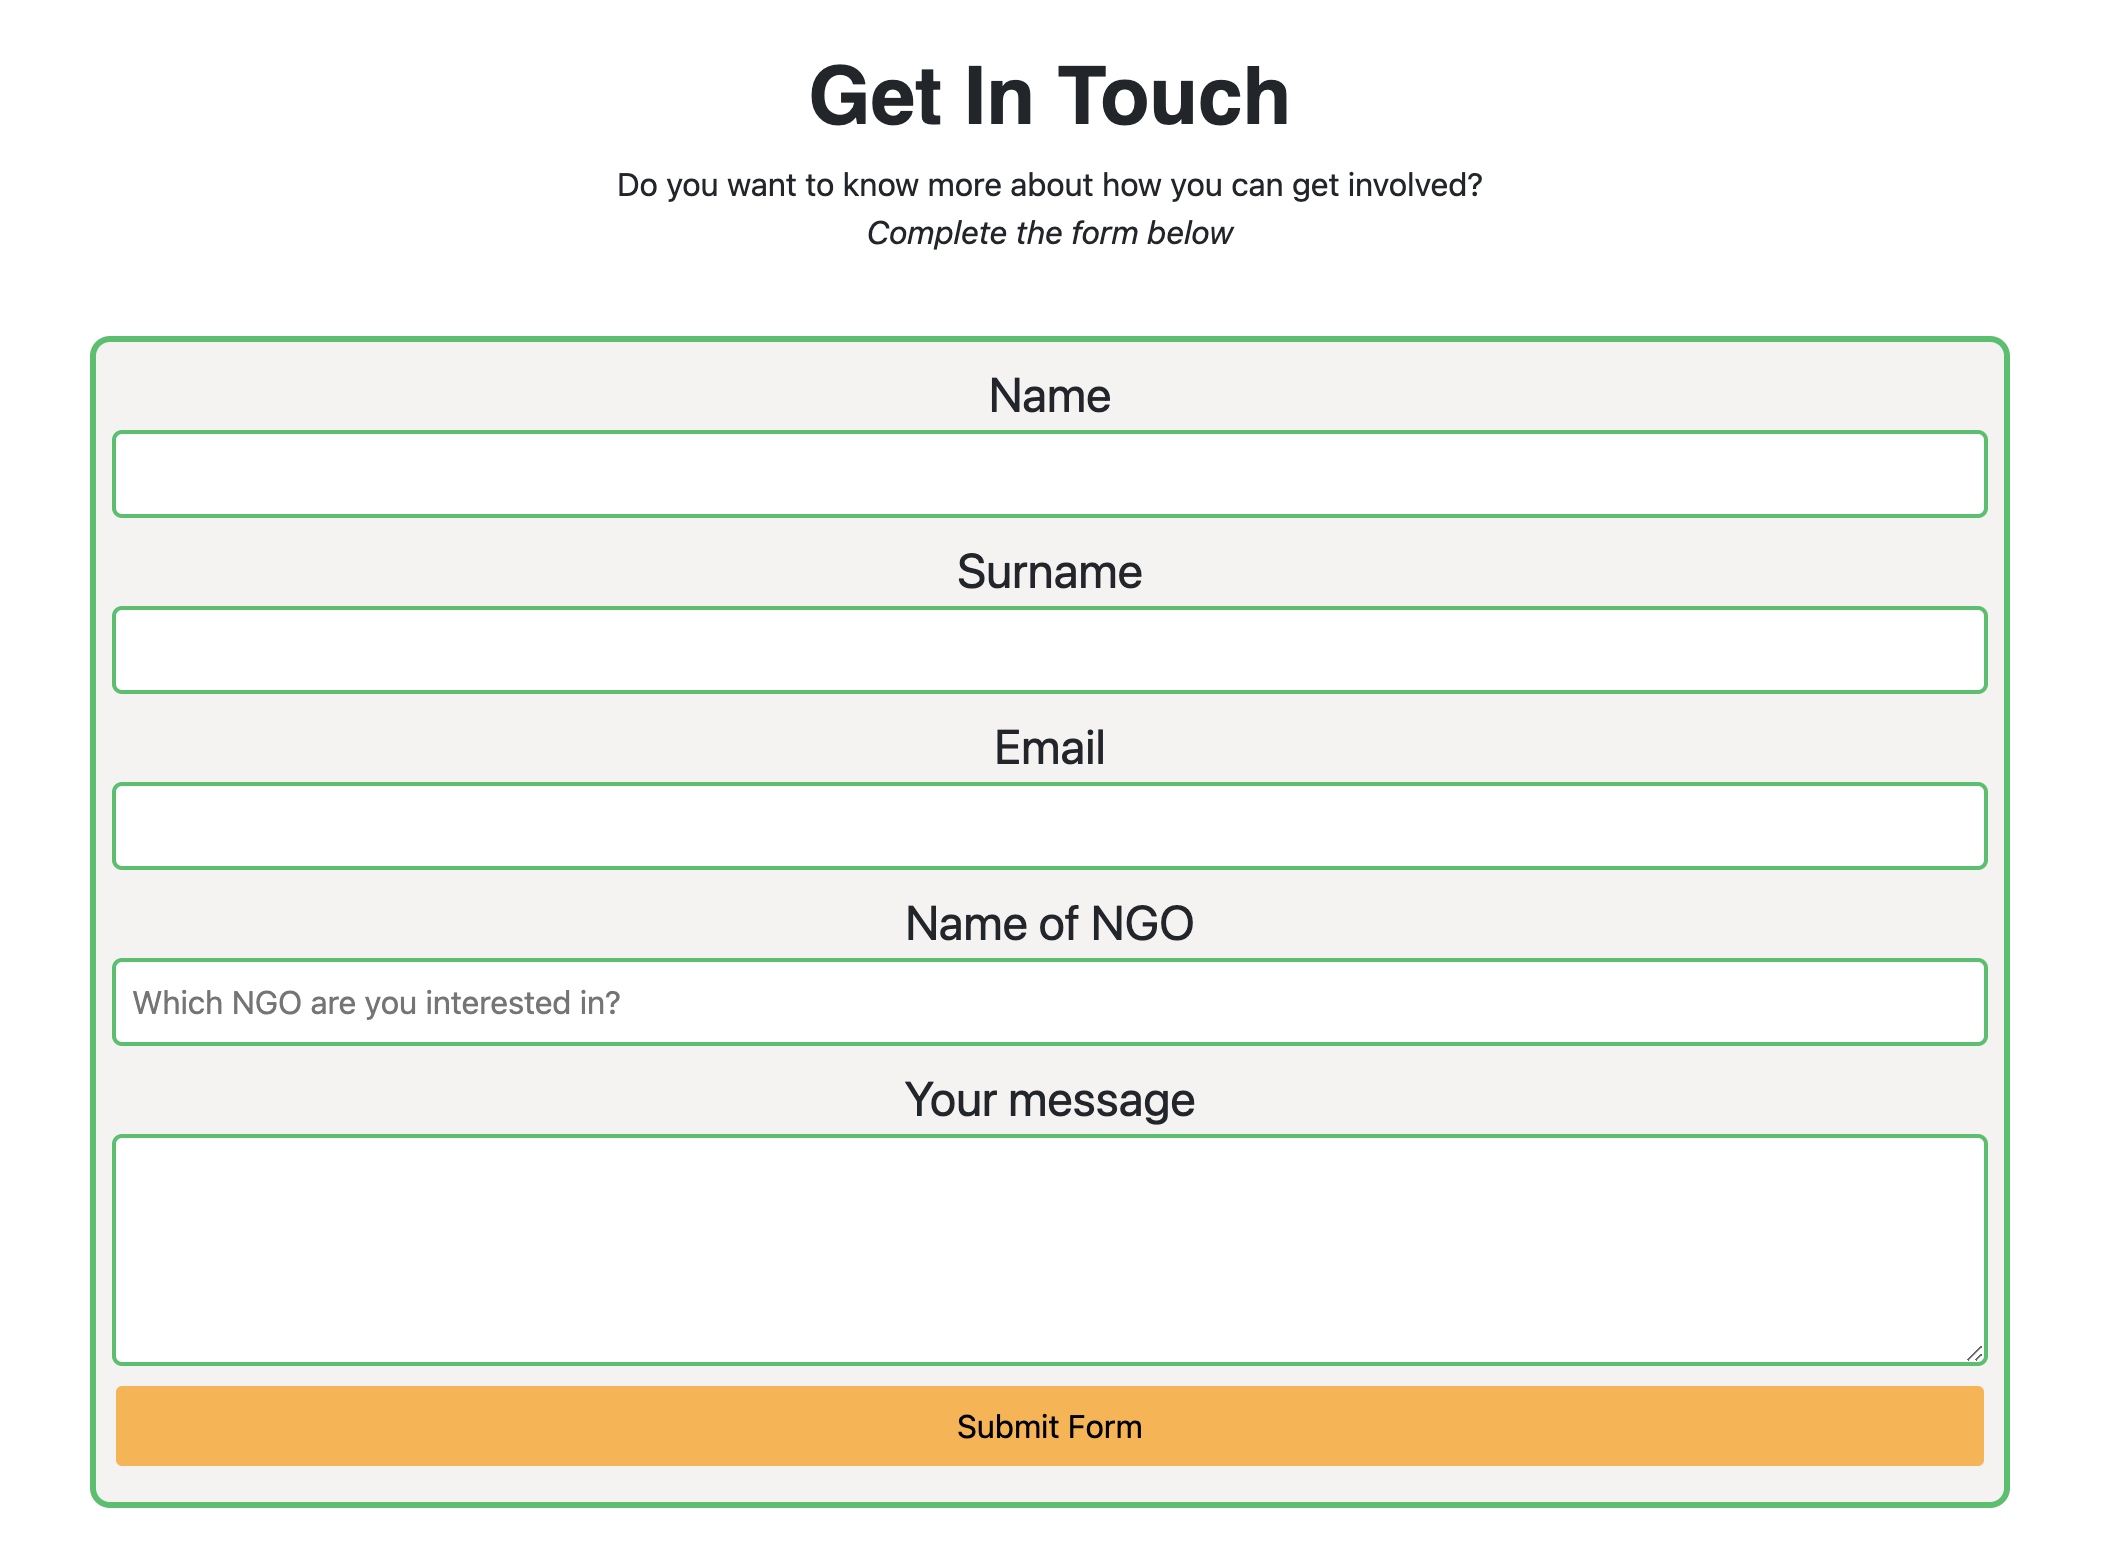 Get In Touch
Do you want to know more about how you can get involved?
Complete the form below
Name
Surname
Email
Name of NGO
Which NGO are you interested in?
Your message
Submit Form